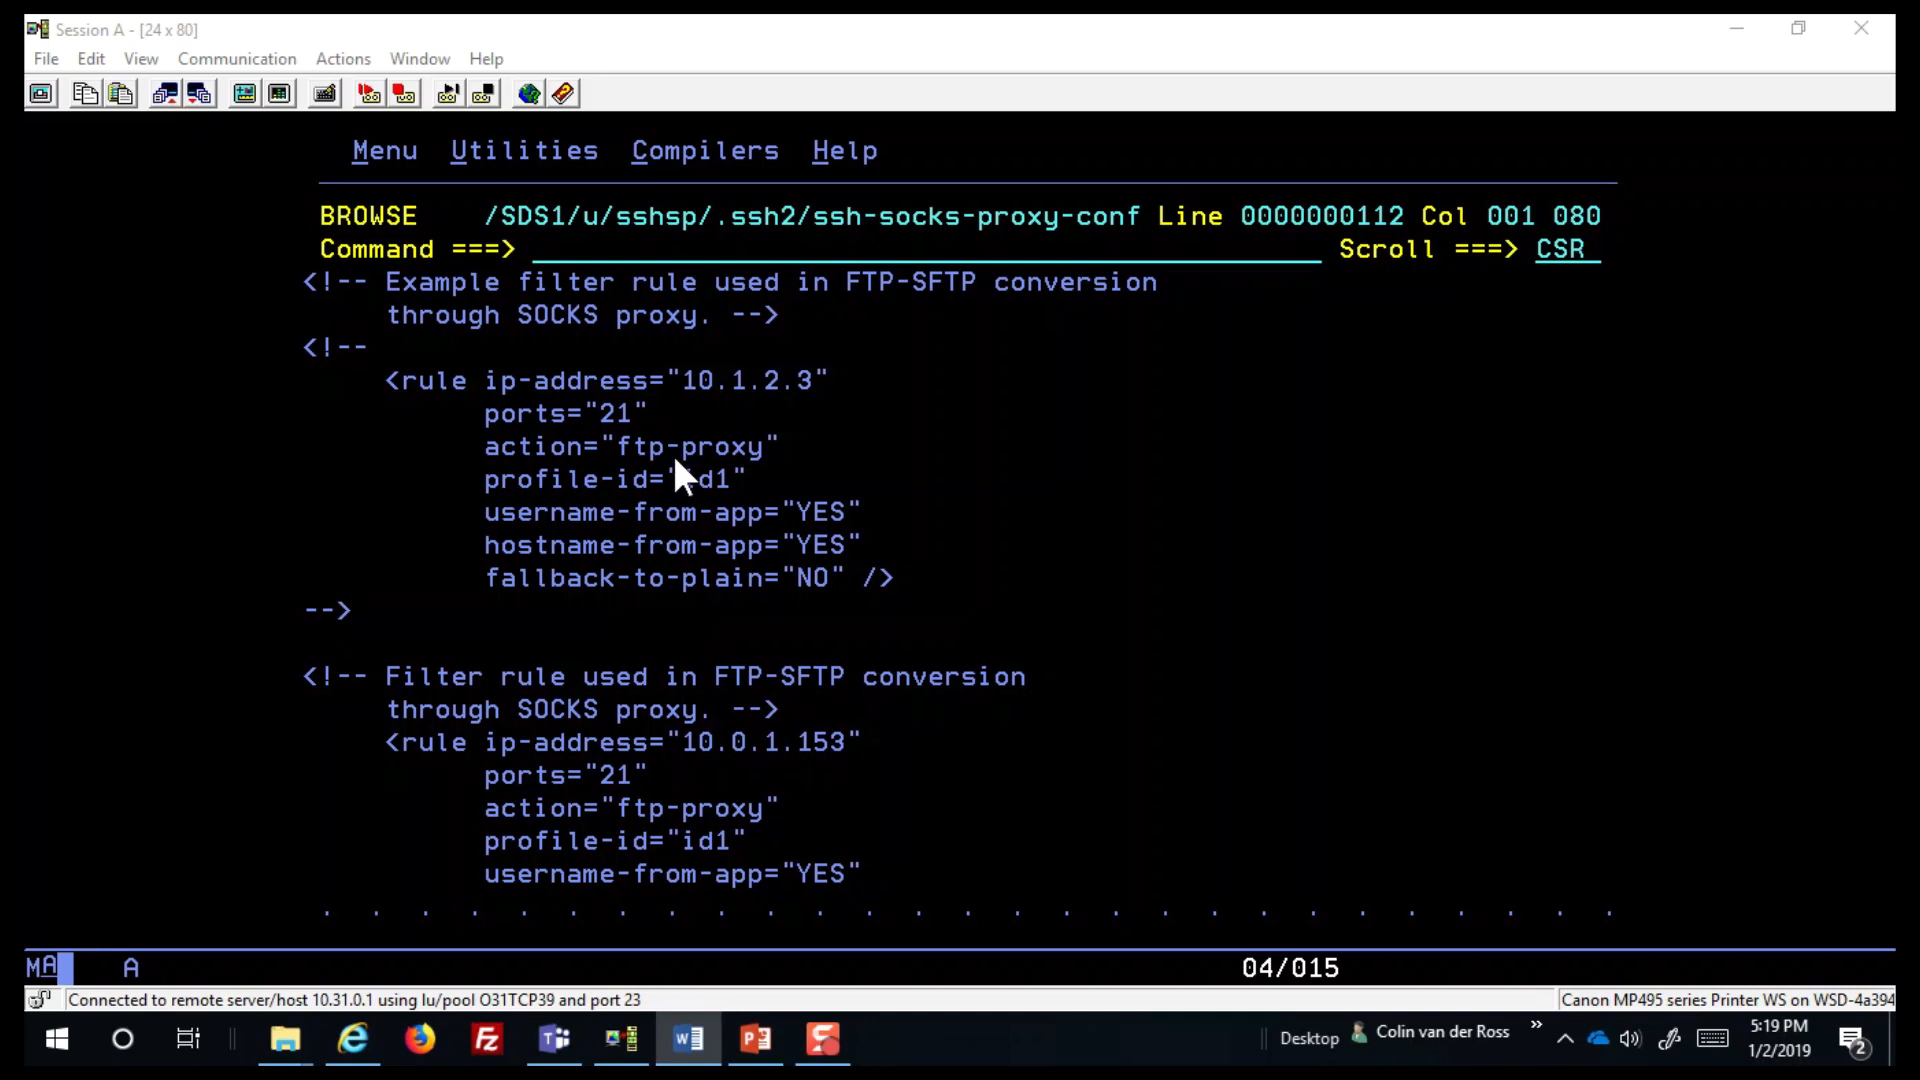 Session A - [24 x 80]
File Edit View Communication Actions Window Help
Menu Utilities Compilers Help
BROWSE /SDS1/u/sshsp/.ssh2/ssh-socks-proxy-conf Line 0000000112 Col 001 080
Command ===> Scroll ===> CSR
<!-- Example filter rule used in FTP-SFTP conversion
through SOCKS proxy. -->
<!--
<rule ip-address="10.1.2.3"
ports="21"
action="ftp-proxy"
profile-id="id1"
username-from-app="YES"
hostname-from-app="YES"
fallback-to-plain="NO" />
-->
<!-- Filter rule used in FTP-SFTP conversion
through SOCKS proxy. -->
<rule ip-address="10.0.1.153"
ports="21"
action="ftp-proxy"
profile-id="id1"
username-from-app="YES"
. . . . . . . . . . . . . . . . . . . . . . . . . . .
MA A 04/015
Connected to remote server/host 10.31.0.1 using lu/pool O31TCP39 and port 23 Canon MP495 series Printer WS on WSD-4a394
Desktop Colin van der Ross » 5:19 PM
1/2/2019 2